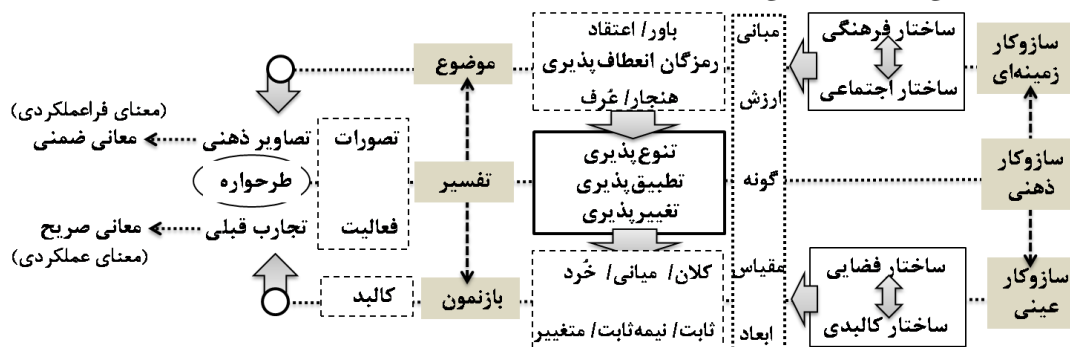 سازوکار
زمینه‌ای
سازوکار
ذهنی
سازوکار
عینی
ساختار فرهنگی
ساختار اجتماعی
ساختار فضایی
ساختار کالبدی
مبانی
ارزش
گونه
مقیاس
ابعاد
باور/ اعتقاد
رمزگان انعطاف‌پذیری
هنجار/ عُرف
تنوع‌پذیری
تطبیق‌پذیری
تغییرپذیری
کلان/ میانی/ خُرد
ثابت/ نیمه‌ثابت/ متغییر
موضوع
تفسیر
بازنمون
تصورات
فعالیت
کالبد
تصاویر ذهنی
طرحواره
تجارب قبلی
(معنای فراعملکردی)
معانی ضمنی
معانی صریح
(معنای عملکردی)